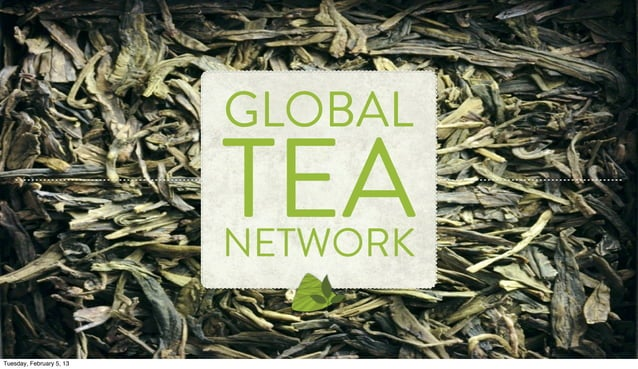 GLOBAL
TEA
NETWORK
Tuesday, February 5, 13